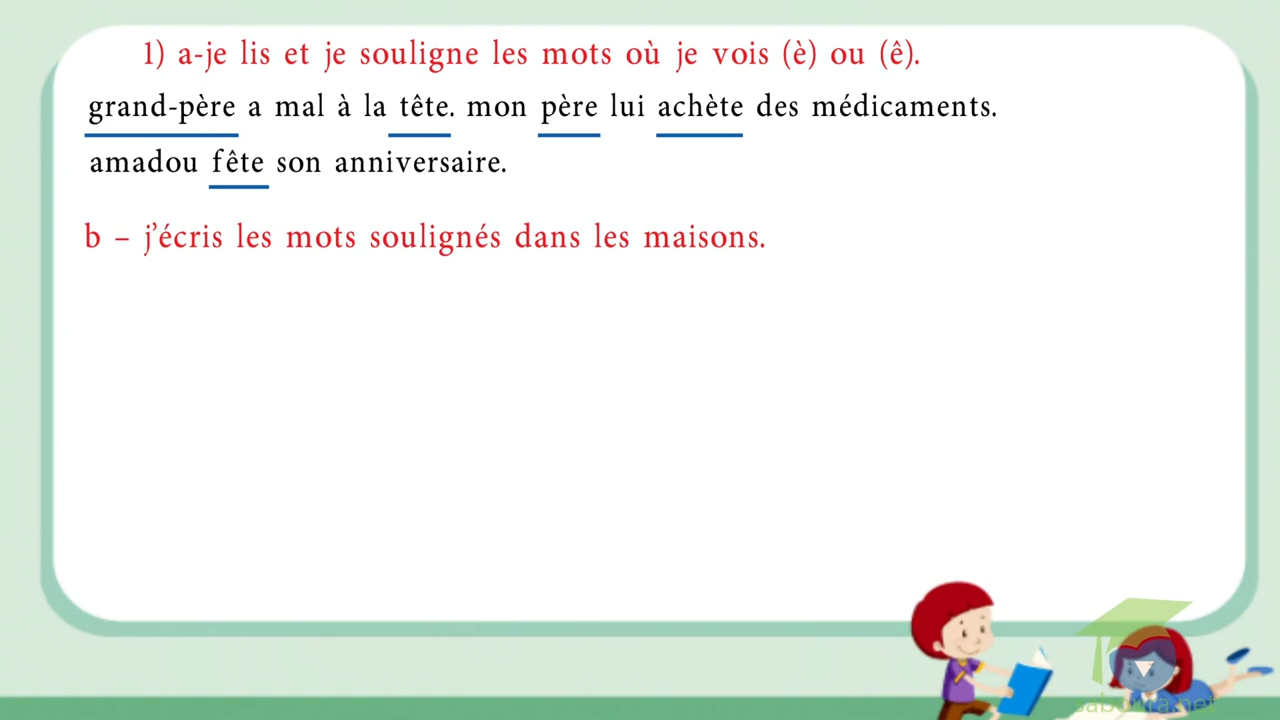 1) a-je lis et je souligne les mots où je vois (è) ou (ê).
grand-père a mal à la tête. mon père lui achète des médicaments.
amadou fête son anniversaire.
b – j'écris les mots soulignés dans les maisons.